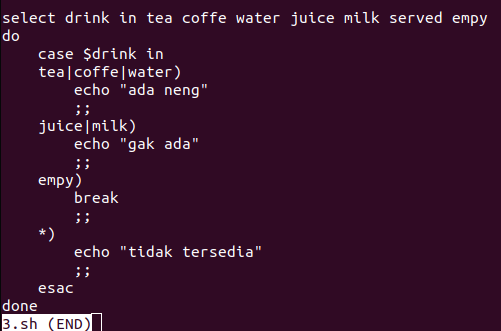 select drink in tea coffe water juice milk served empy
do
    case $drink in
    tea|coffe|water)
        echo "ada neng"
        ;;
    juice|milk)
        echo "gak ada"
        ;;
    empy)
        break
        ;;
    *)
        echo "tidak tersedia"
        ;;
    esac
done
3.sh (END)